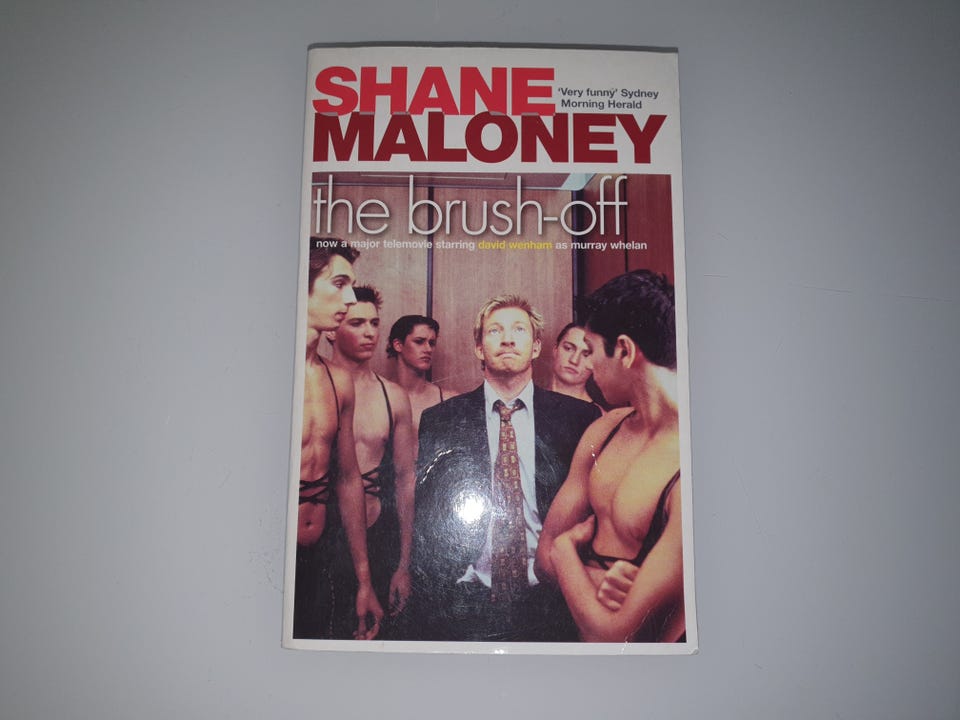 SHANE
'Very funny' Sydney
Morning Herald
MALONEY
the brush-off
now a major telemovie starring david wenham as murray whelan